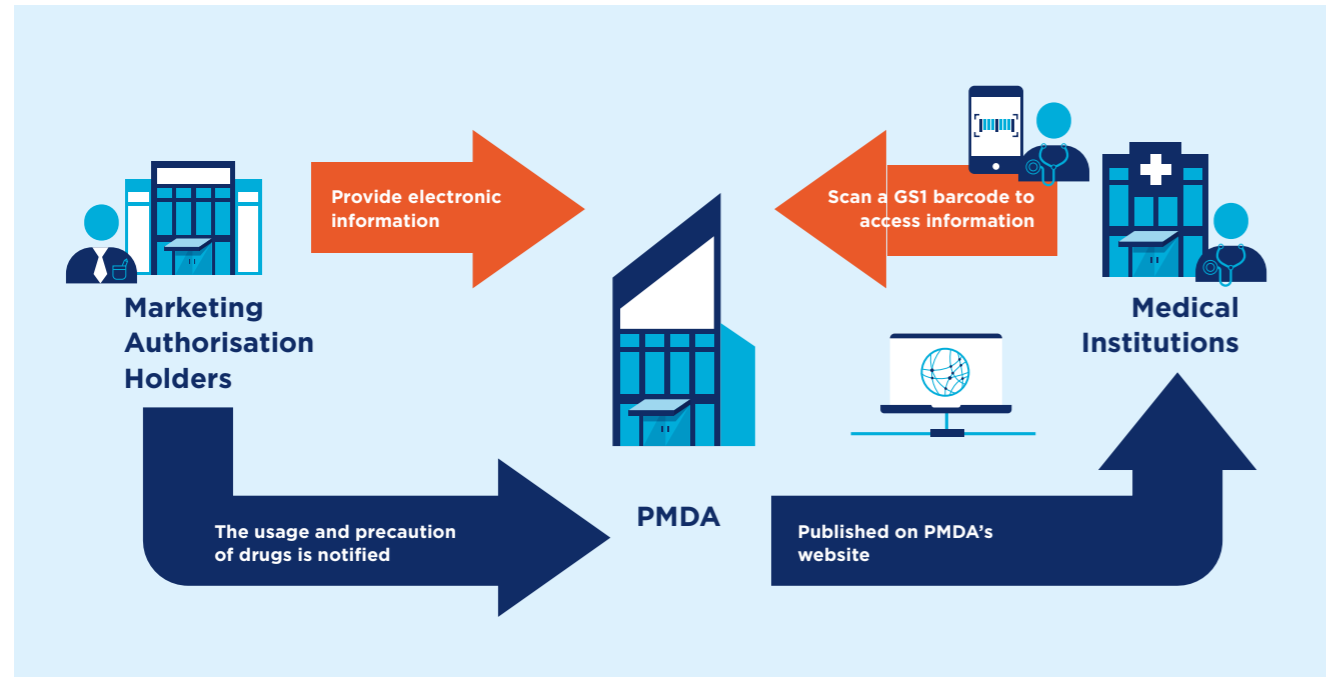 Provide electronic
information
Scan a GS1 barcode to
access information
Marketing
Authorisation
Holders
Medical
Institutions
PMDA
The usage and precaution
of drugs is notified
Published on PMDA's
website